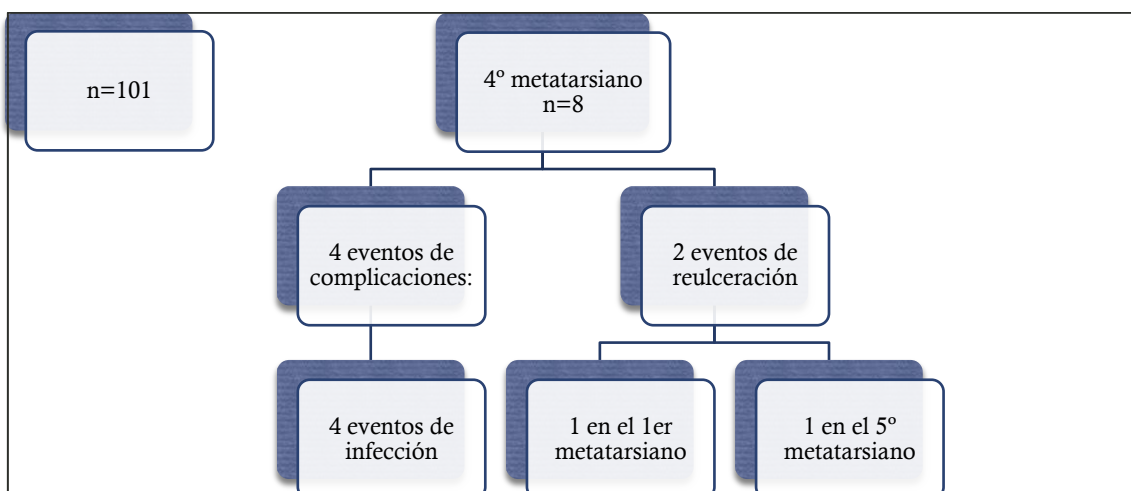 n=101
4º metatarsiano
n=8
4 eventos de
complicaciones:
2 eventos de
reulceración
4 eventos de
infección
1 en el 1er
metatarsiano
1 en el 5º
metatarsiano